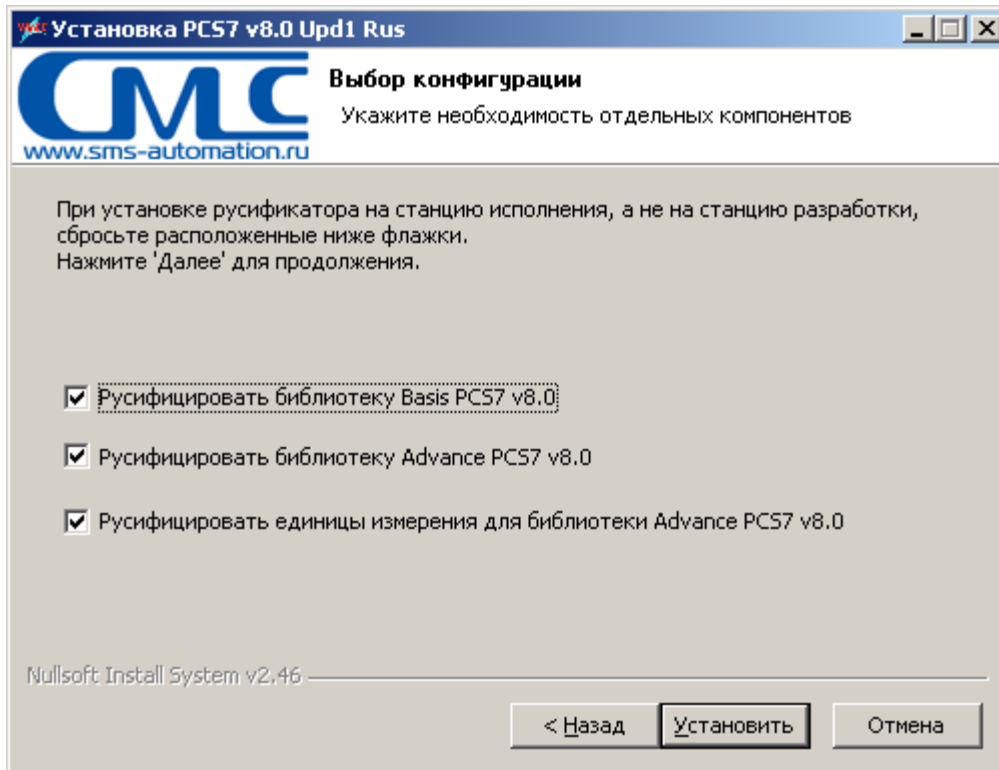 Установка PCS7 v8.0 Upd1 Rus
СМС
www.sms-automation.ru
Выбор конфигурации
Укажите необходимость отдельных компонентов
При установке русификатора на станцию исполнения, а не на станцию разработки,
сбросьте расположенные ниже флажки.
Нажмите 'Далее' для продолжения.
Русифицировать библиотеку Basis PCS7 v8.0
Русифицировать библиотеку Advance PCS7 v8.0
Русифицировать единицы измерения для библиотеки Advance PCS7 v8.0
Nullsoft Install System v2.46
< Назад
Установить
Отмена